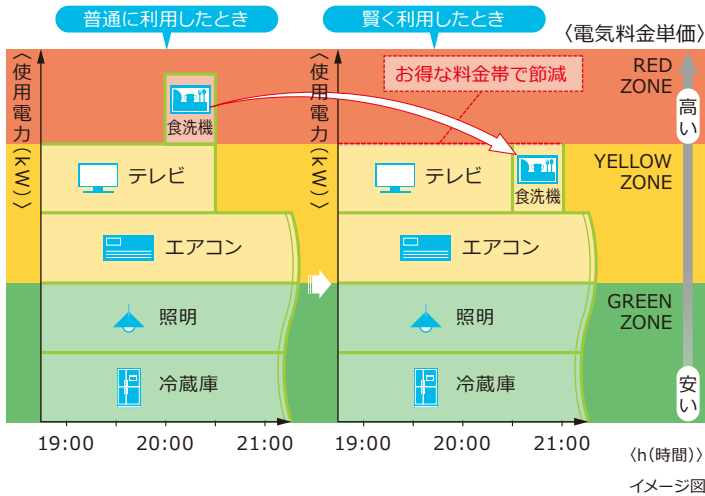 普通に利用したとき
賢く利用したとき
〈電気料金単価〉
〈使用電力(kW)〉
食洗機
テレビ
エアコン
照明
冷蔵庫
19:00
20:00
21:00
〈使用電力(kW)〉
お得な料金帯で節減
テレビ
食洗機
エアコン
照明
冷蔵庫
19:00
20:00
21:00
RED
ZONE
高い
YELLOW
ZONE
GREEN
ZONE
安い
〈h(時間)〉
イメージ図